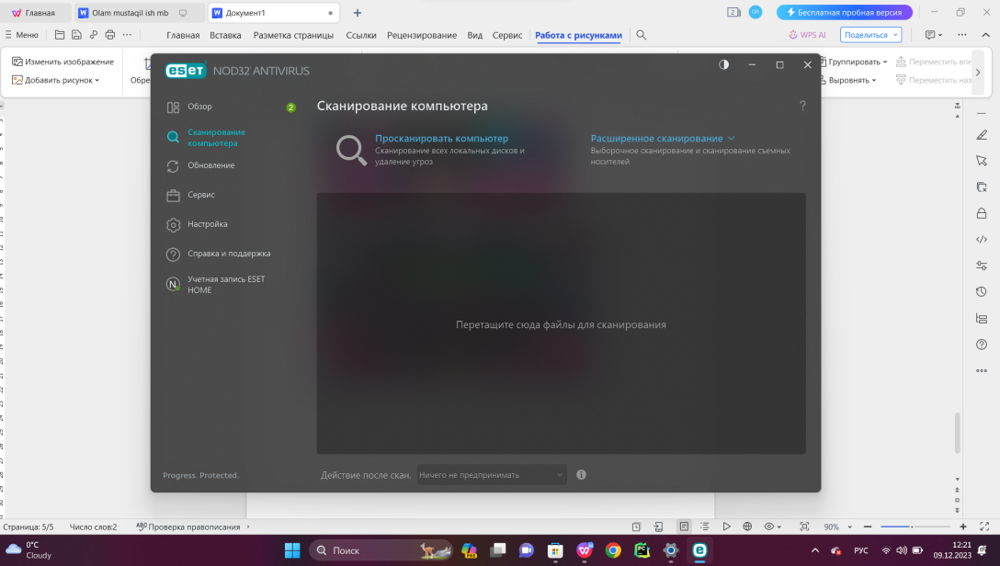 Главная
Olam mustaqil ish mb
Документ1
Бесплатная пробная версия
Меню
Главная Вставка Разметка страницы Ссылки Рецензирование Вид Сервис Работа с рисунками
WPS AI
Поделиться
Изменить изображение
Добавить рисунок
Обре
Группировать
Переместить впе
Выровнять
Переместить наз
eset NOD32 ANTIVIRUS
Обзор
2
Сканирование
компьютера
Обновление
Сервис
Настройка
Справка и поддержка
Учетная запись ESET
HOME
Progress. Protected.
Сканирование компьютера
?
Просканировать компьютер
Сканирование всех локальных дисков и
удаление угроз
Расширенное сканирование
Выборочное сканирование и сканирование съемных
носителей
Перетащите сюда файлы для сканирования
Действие после скан.
Ничего не предпринимать
Страница: 5/5
Число слов:2
Проверка правописания
90%
0°C
Cloudy
Поиск
РУС
12:21
09.12.2023